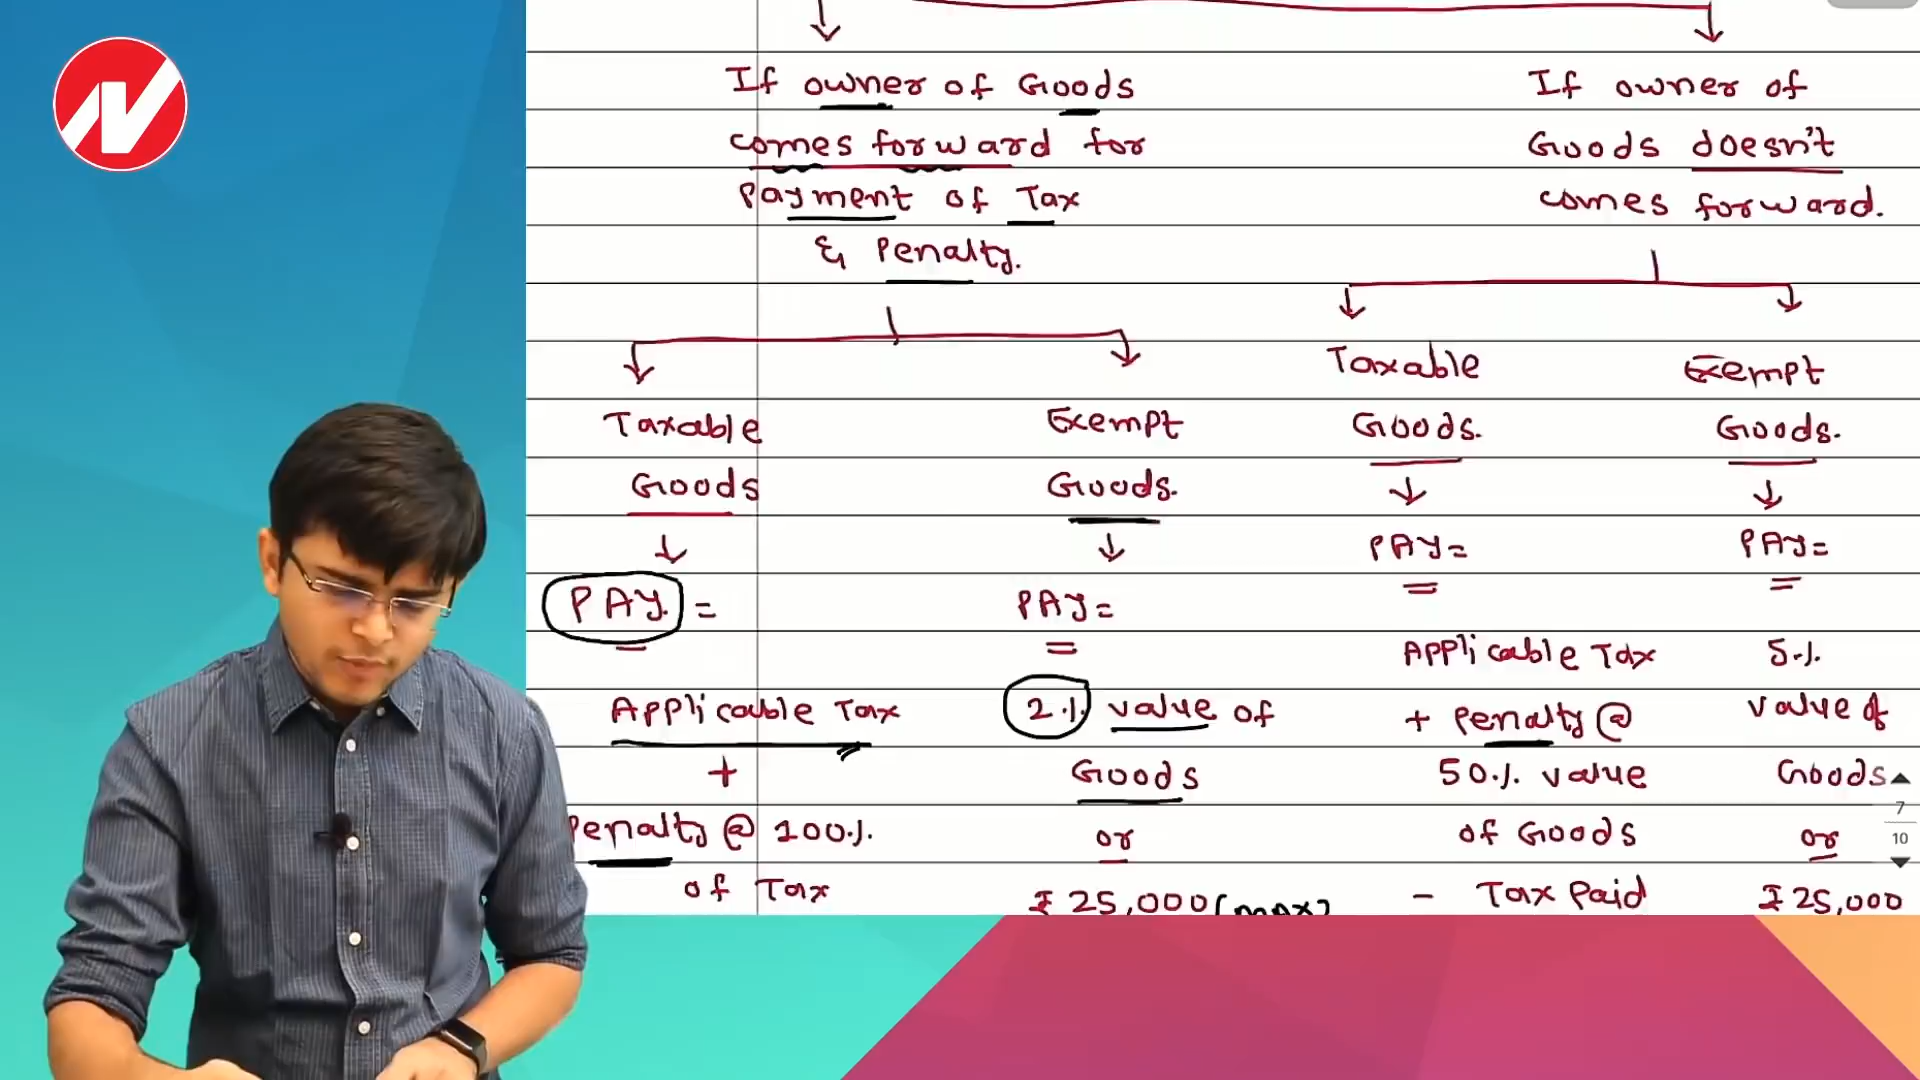 If owner of Goods
comes forward for
Payment of Tax
& Penalty.
Taxable
Goods
↓
PAY. =
Applicable Tax
+
Penalty @ 100%.
of Tax
Exempt
Goods.
↓
PAY =
2% value of
Goods
or
₹ 25,000 (max)
If owner of
Goods doesn't
comes forward.
Taxable
Goods.
↓
PAY =
Applicable Tax
+ Penalty @
50% value
of Goods
- Tax Paid
Exempt
Goods.
↓
PAY =
5%
value of
Goods
or
₹ 25,000
7
10